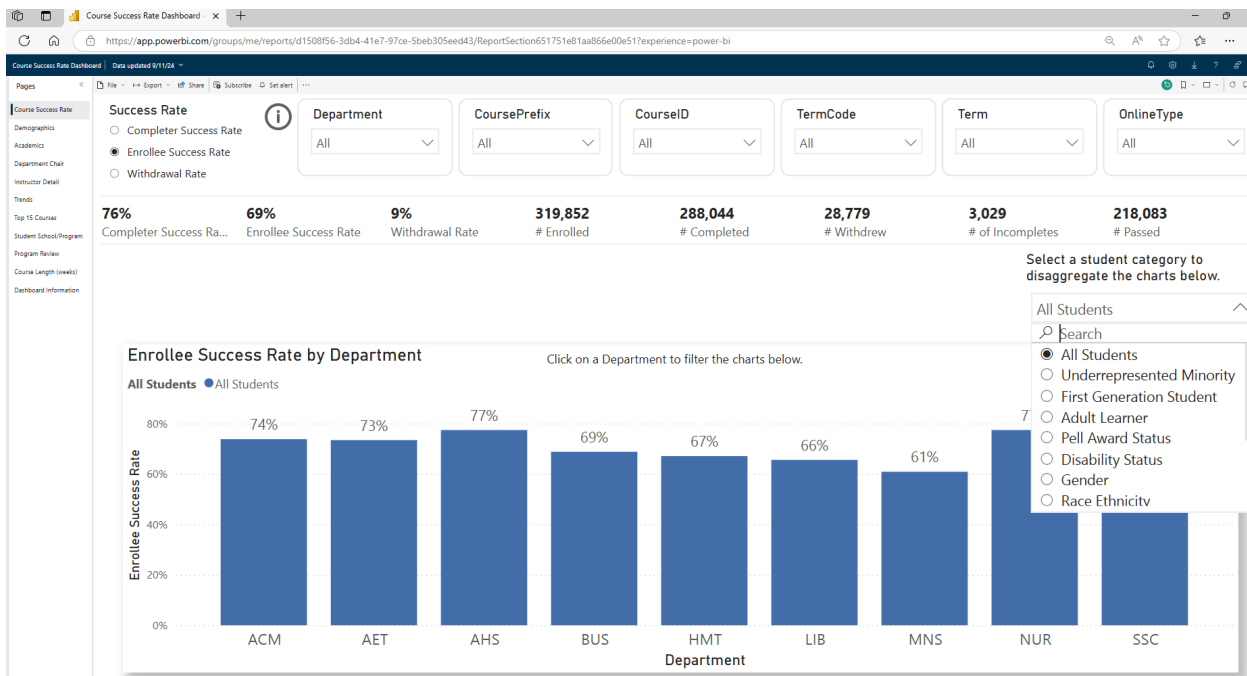 Course Success Rate Dashboard -
https://app.powerbi.com/groups/me/reports/d1508f56-3db4-41e7-97ce-5beb305eed43/ReportSection651751e81aa866e00e51?experience=power-bi
Course Success Rate Dashboard | Data updated 9/11/24
Pages
File Export Share Subscribe Set alert ...
Course Success Rate
Demographics
Academics
Department Chair
Instructor Detail
Trends
Top 15 Courses
Student School/Program
Program Review
Course Length (weeks)
Dashboard Information
Success Rate
Completer Success Rate
Enrollee Success Rate
Withdrawal Rate
Department
All
CoursePrefix
All
CourseID
All
TermCode
All
Term
All
OnlineType
All
76% 69% 9% 319,852 288,044 28,779 3,029 218,083
Completer Success Ra... Enrollee Success Rate Withdrawal Rate # Enrolled # Completed # Withdrew # of Incompletes # Passed
Select a student category to
disaggregate the charts below.
All Students
Search
All Students
Underrepresented Minority
First Generation Student
Adult Learner
Pell Award Status
Disability Status
Gender
Race Ethnicity
Enrollee Success Rate by Department
Click on a Department to filter the charts below.
All Students All Students
Enrollee Success Rate
80%
60%
40%
20%
0%
74% 73% 77% 69% 67% 66% 61%
ACM AET AHS BUS HMT LIB MNS NUR SSC
Department